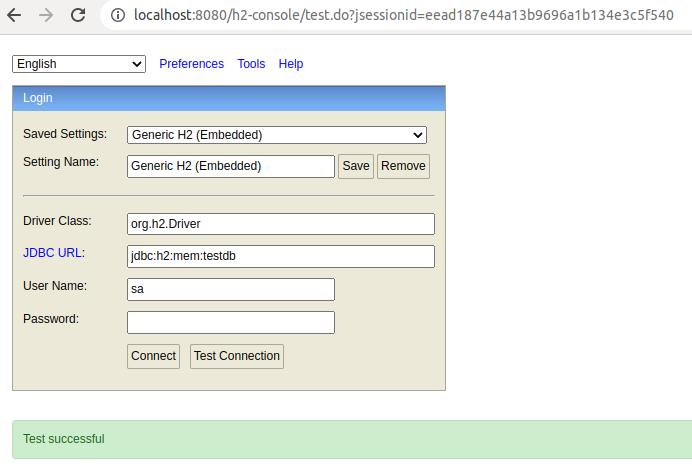 localhost:8080/h2-console/test.do?jsessionid=eead187e44a13b9696a1b134e3c5f540
English Preferences Tools Help
Login
Saved Settings: Generic H2 (Embedded)
Setting Name: Generic H2 (Embedded) Save Remove
Driver Class: org.h2.Driver
JDBC URL: jdbc:h2:mem:testdb
User Name: sa
Password:
Connect Test Connection
Test successful